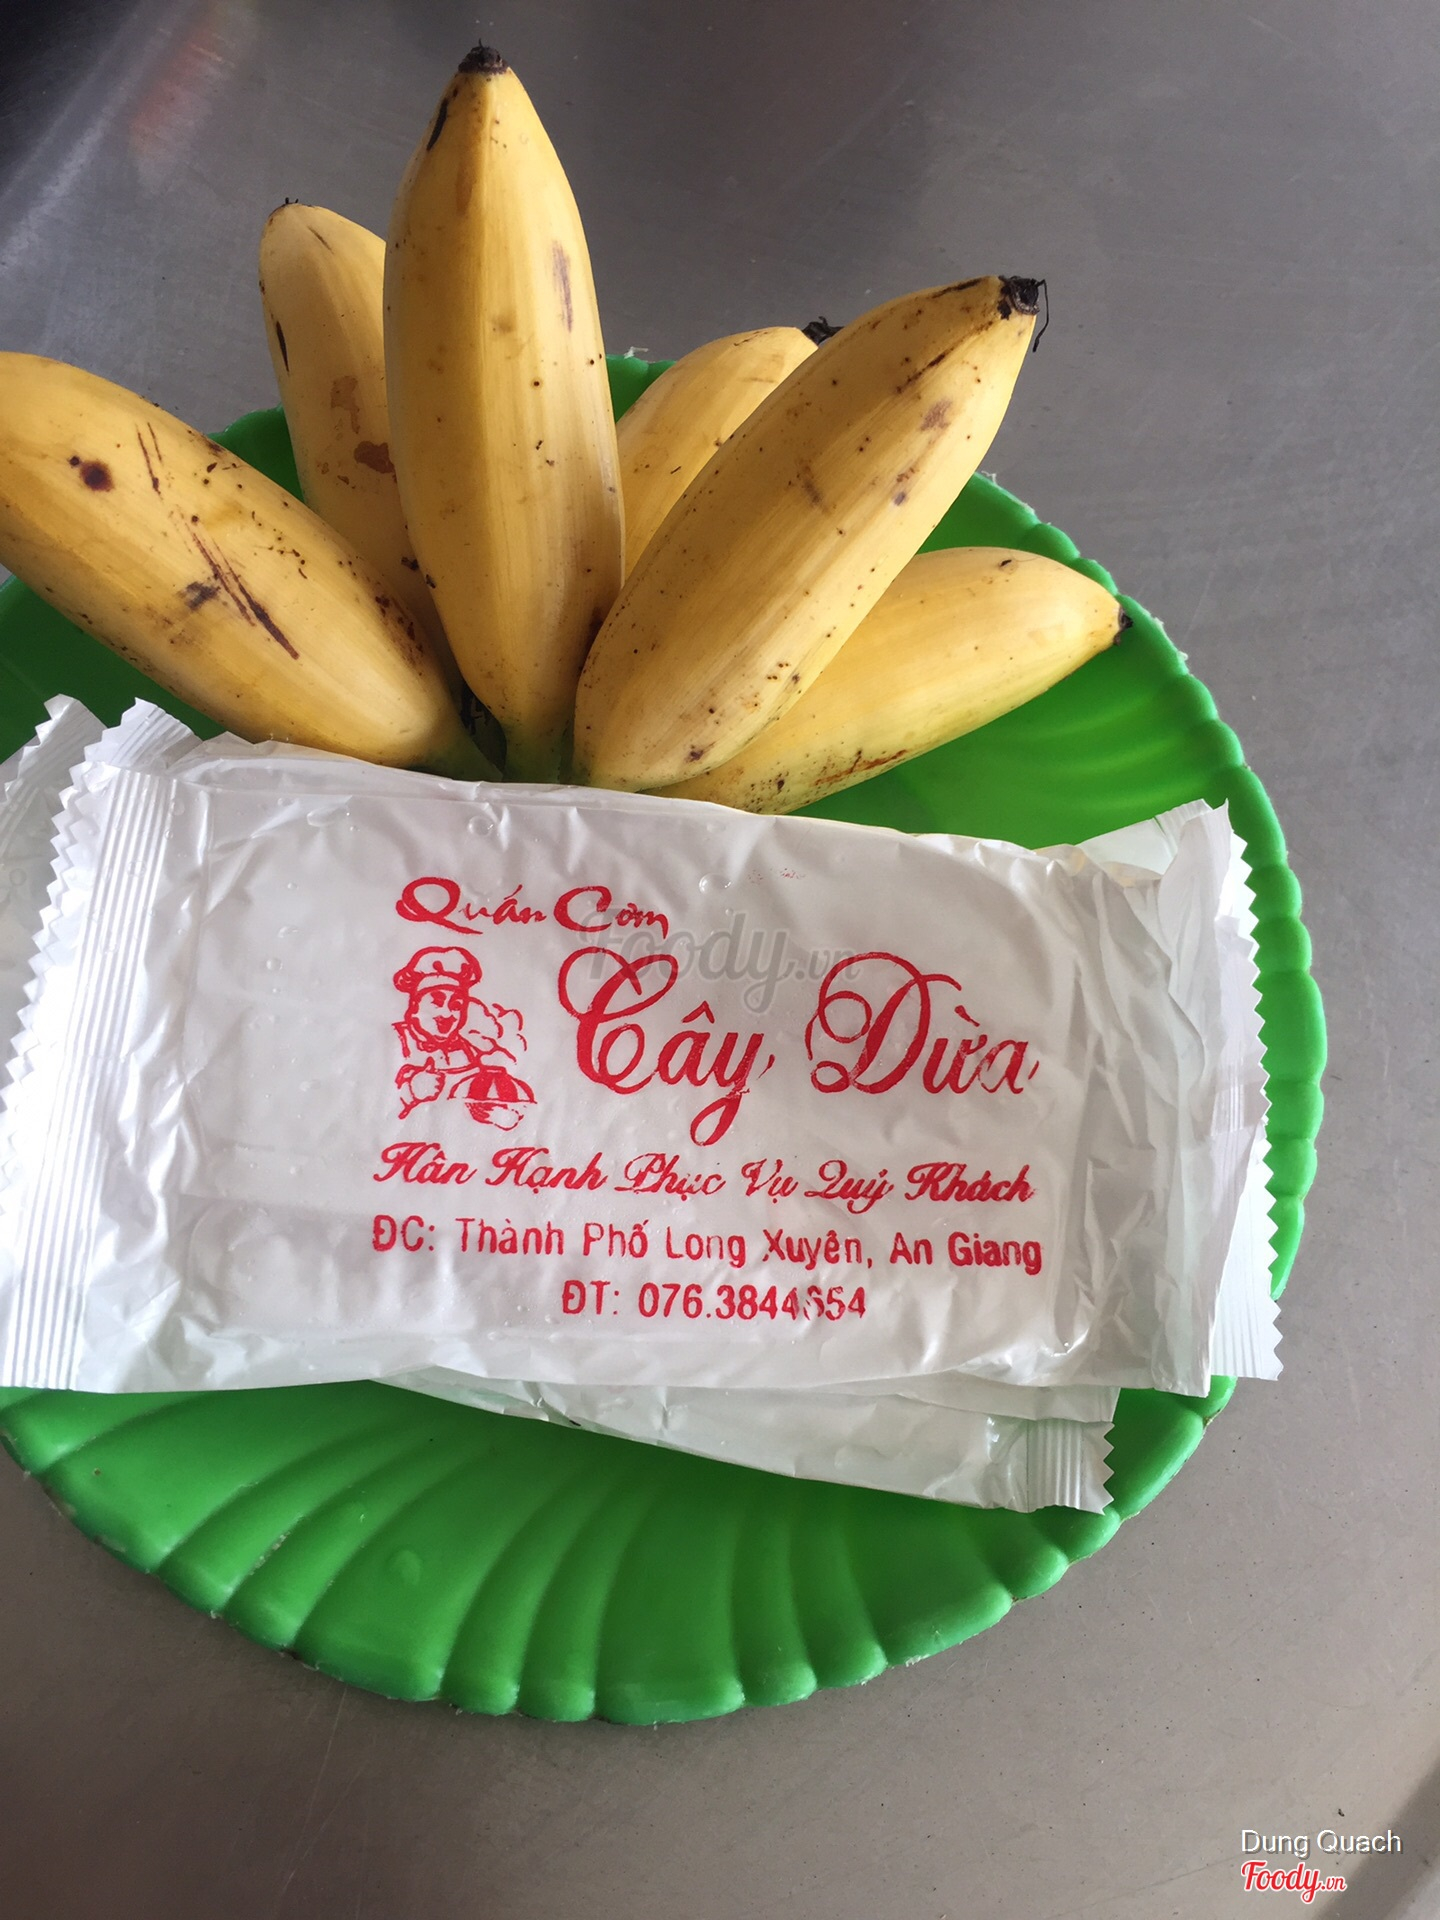 Quán Cơm
Cây Dừa
Hân Hạnh Phục Vụ Quý Khách
ĐC: Thành Phố Long Xuyên, An Giang
ĐT: 076.3844654
Foody.vn
Dung Quach
Foody.vn